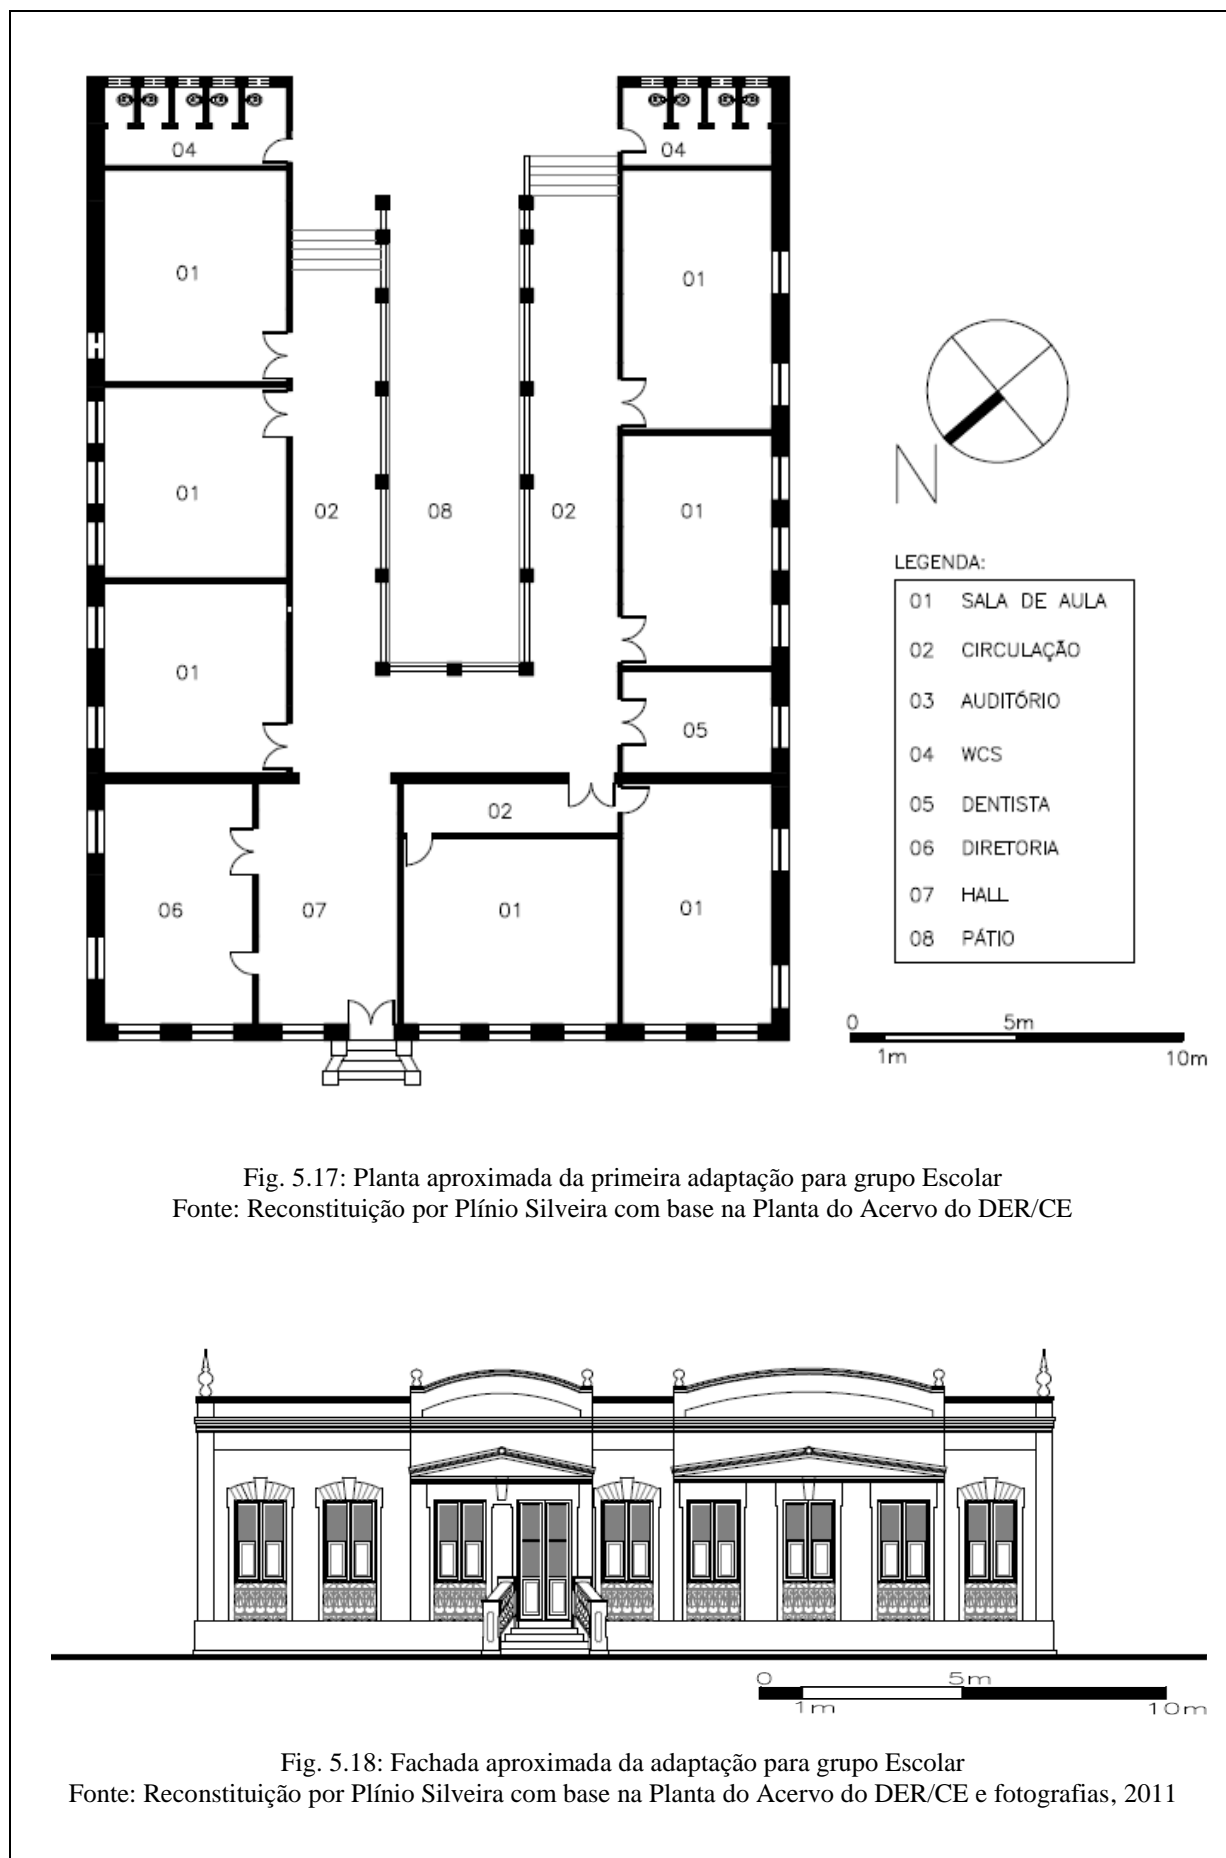 04
04
01
01
01
02
08
02
01
01
05
02
06
07
01
01
N
LEGENDA:
01 SALA DE AULA
02 CIRCULAÇÃO
03 AUDITÓRIO
04 WCS
05 DENTISTA
06 DIRETORIA
07 HALL
08 PÁTIO
0 5m
1m 10m
Fig. 5.17: Planta aproximada da primeira adaptação para grupo Escolar
Fonte: Reconstituição por Plínio Silveira com base na Planta do Acervo do DER/CE
0 5m
1m 10m
Fig. 5.18: Fachada aproximada da adaptação para grupo Escolar
Fonte: Reconstituição por Plínio Silveira com base na Planta do Acervo do DER/CE e fotografias, 2011